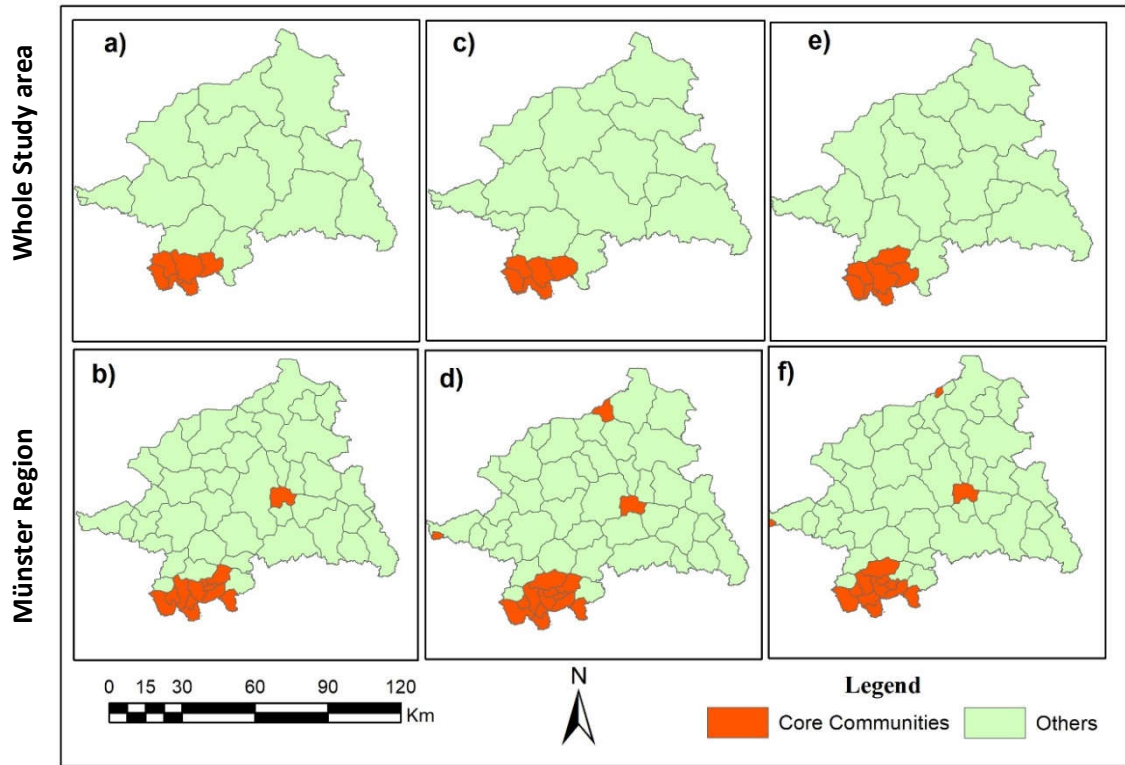 Whole Study area
a)
c)
e)
Münster Region
b)
d)
f)
0 15 30 60 90 120
Km
N
Legend
Core Communities
Others